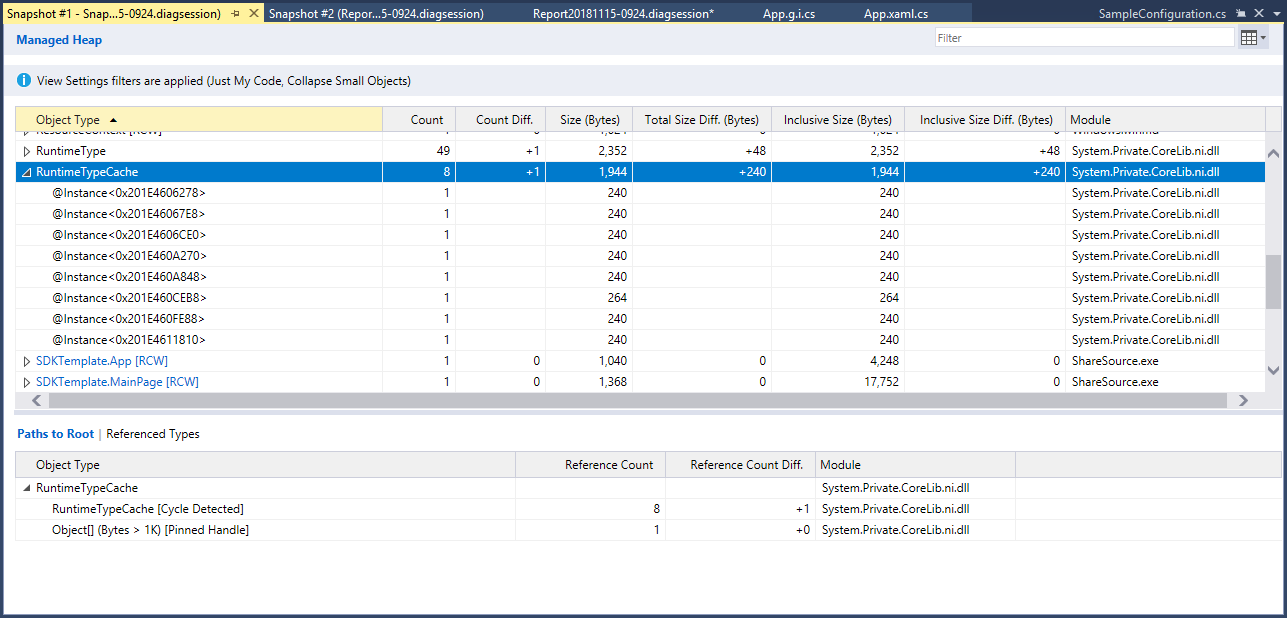 Snapshot #1 - Snap...5-0924.diagsession) Snapshot #2 (Repor...5-0924.diagsession) Report20181115-0924.diagsession* App.g.i.cs App.xaml.cs SampleConfiguration.cs
Managed Heap Filter
View Settings filters are applied (Just My Code, Collapse Small Objects)
Object Type Count Count Diff. Size (Bytes) Total Size Diff. (Bytes) Inclusive Size (Bytes) Inclusive Size Diff. (Bytes) Module
RuntimeType 49 +1 2,352 +48 2,352 +48 System.Private.CoreLib.ni.dll
RuntimeTypeCache 8 +1 1,944 +240 1,944 +240 System.Private.CoreLib.ni.dll
@Instance<0x201E4606278> 1 240 240 System.Private.CoreLib.ni.dll
@Instance<0x201E46067E8> 1 240 240 System.Private.CoreLib.ni.dll
@Instance<0x201E4606CE0> 1 240 240 System.Private.CoreLib.ni.dll
@Instance<0x201E460A270> 1 240 240 System.Private.CoreLib.ni.dll
@Instance<0x201E460A848> 1 240 240 System.Private.CoreLib.ni.dll
@Instance<0x201E460CEB8> 1 264 264 System.Private.CoreLib.ni.dll
@Instance<0x201E460FE88> 1 240 240 System.Private.CoreLib.ni.dll
@Instance<0x201E4611810> 1 240 240 System.Private.CoreLib.ni.dll
SDKTemplate.App [RCW] 1 0 1,040 0 4,248 0 ShareSource.exe
SDKTemplate.MainPage [RCW] 1 0 1,368 0 17,752 0 ShareSource.exe
Paths to Root | Referenced Types
Object Type Reference Count Reference Count Diff. Module
RuntimeTypeCache System.Private.CoreLib.ni.dll
RuntimeTypeCache [Cycle Detected] 8 +1 System.Private.CoreLib.ni.dll
Object[] (Bytes > 1K) [Pinned Handle] 1 +0 System.Private.CoreLib.ni.dll